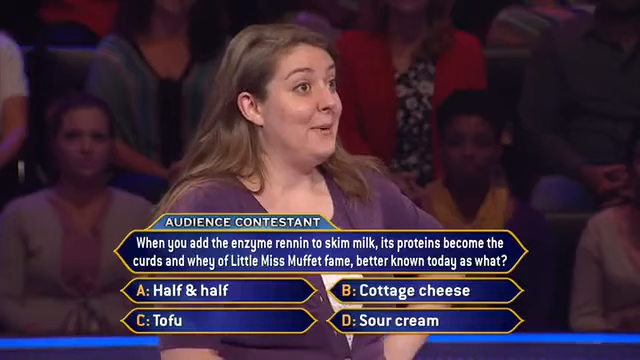 AUDIENCE CONTESTANT
When you add the enzyme rennin to skim milk, its proteins become the
curds and whey of Little Miss Muffet fame, better known today as what?
A: Half & half
B: Cottage cheese
C: Tofu
D: Sour cream